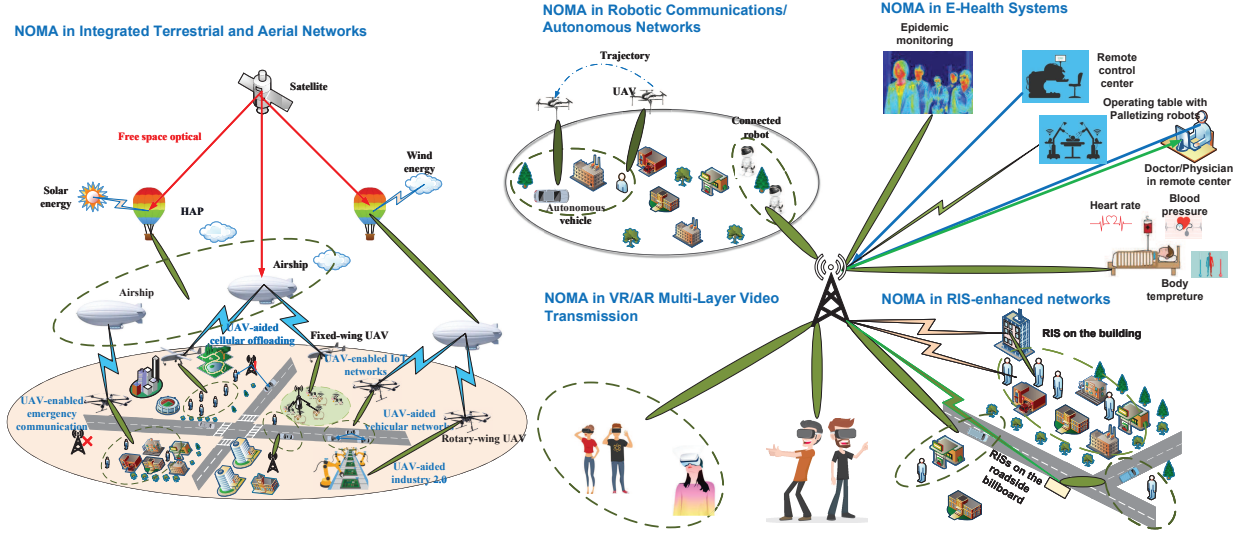 NOMA in Integrated Terrestrial and Aerial Networks
Satellite
Free space optical
Solar
energy
HAP
Wind
energy
Airship
Airship
UAV-aided
cellular offloading
Fixed-wing UAV
UAV-enabled IoT
networks
UAV-enabled
emergency
communication
UAV-aided
vehicular network
Rotary-wing UAV
UAV-aided
industry 2.0
NOMA in Robotic Communications/
Autonomous Networks
Trajectory
UAV
Connected
robot
Autonomous
vehicle
NOMA in E-Health Systems
Epidemic
monitoring
Remote
control
center
Operating table with
Palletizing robots
Doctor/Physician
in remote center
Heart rate
Blood
pressure
Body
tempreture
NOMA in VR/AR Multi-Layer Video
Transmission
NOMA in RIS-enhanced networks
RIS on the building
RISs on the
roadside
billboard